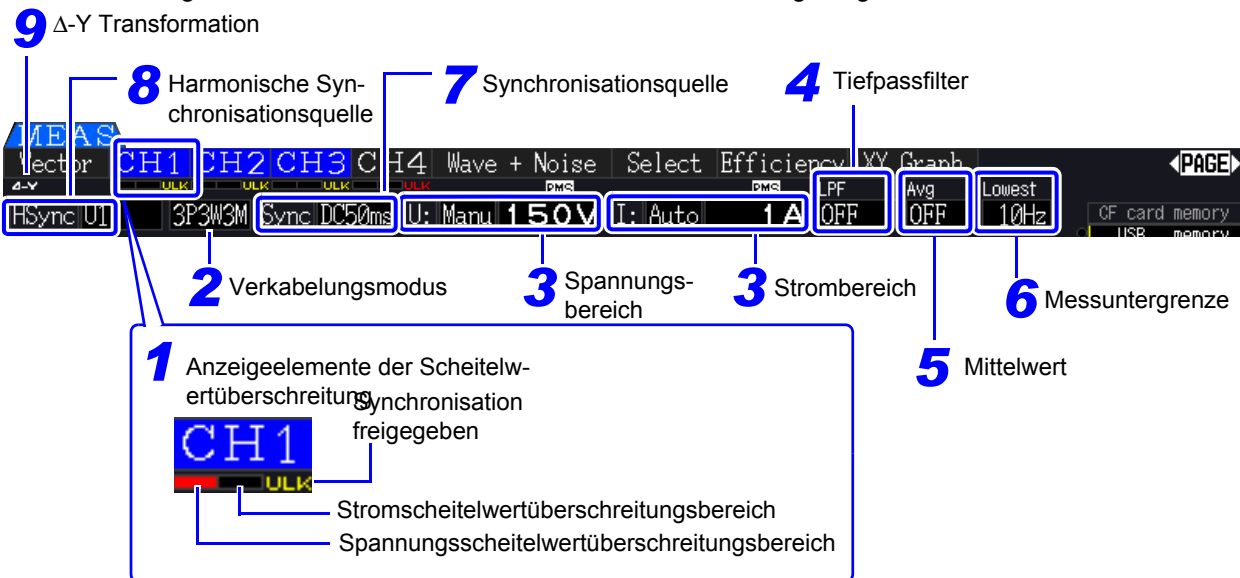 9 Δ-Y Transformation
8 Harmonische Syn-
chronisationsquelle
7 Synchronisationsquelle
4 Tiefpassfilter
MEAS
Vector CH1 CH2 CH3 CH4 Wave + Noise Select Efficiency XY Graph PAGE
Δ-Y ULK ULK ULK ULK RMS RMS LPF Avg Lowest
HSync U1 3P3W3M Sync DC50ms U: Manu 150V I: Auto 1A OFF OFF 10Hz CF card memory
USB memory
2 Verkabelungsmodus
3 Spannungs-
bereich
3 Strombereich
6 Messuntergrenze
5 Mittelwert
1 Anzeigeelemente der Scheitelw-
ertüberschreitung
Synchronisation
freigegeben
CH1
ULK
Stromscheitelwertüberschreitungsbereich
Spannungsscheitelwertüberschreitungsbereich